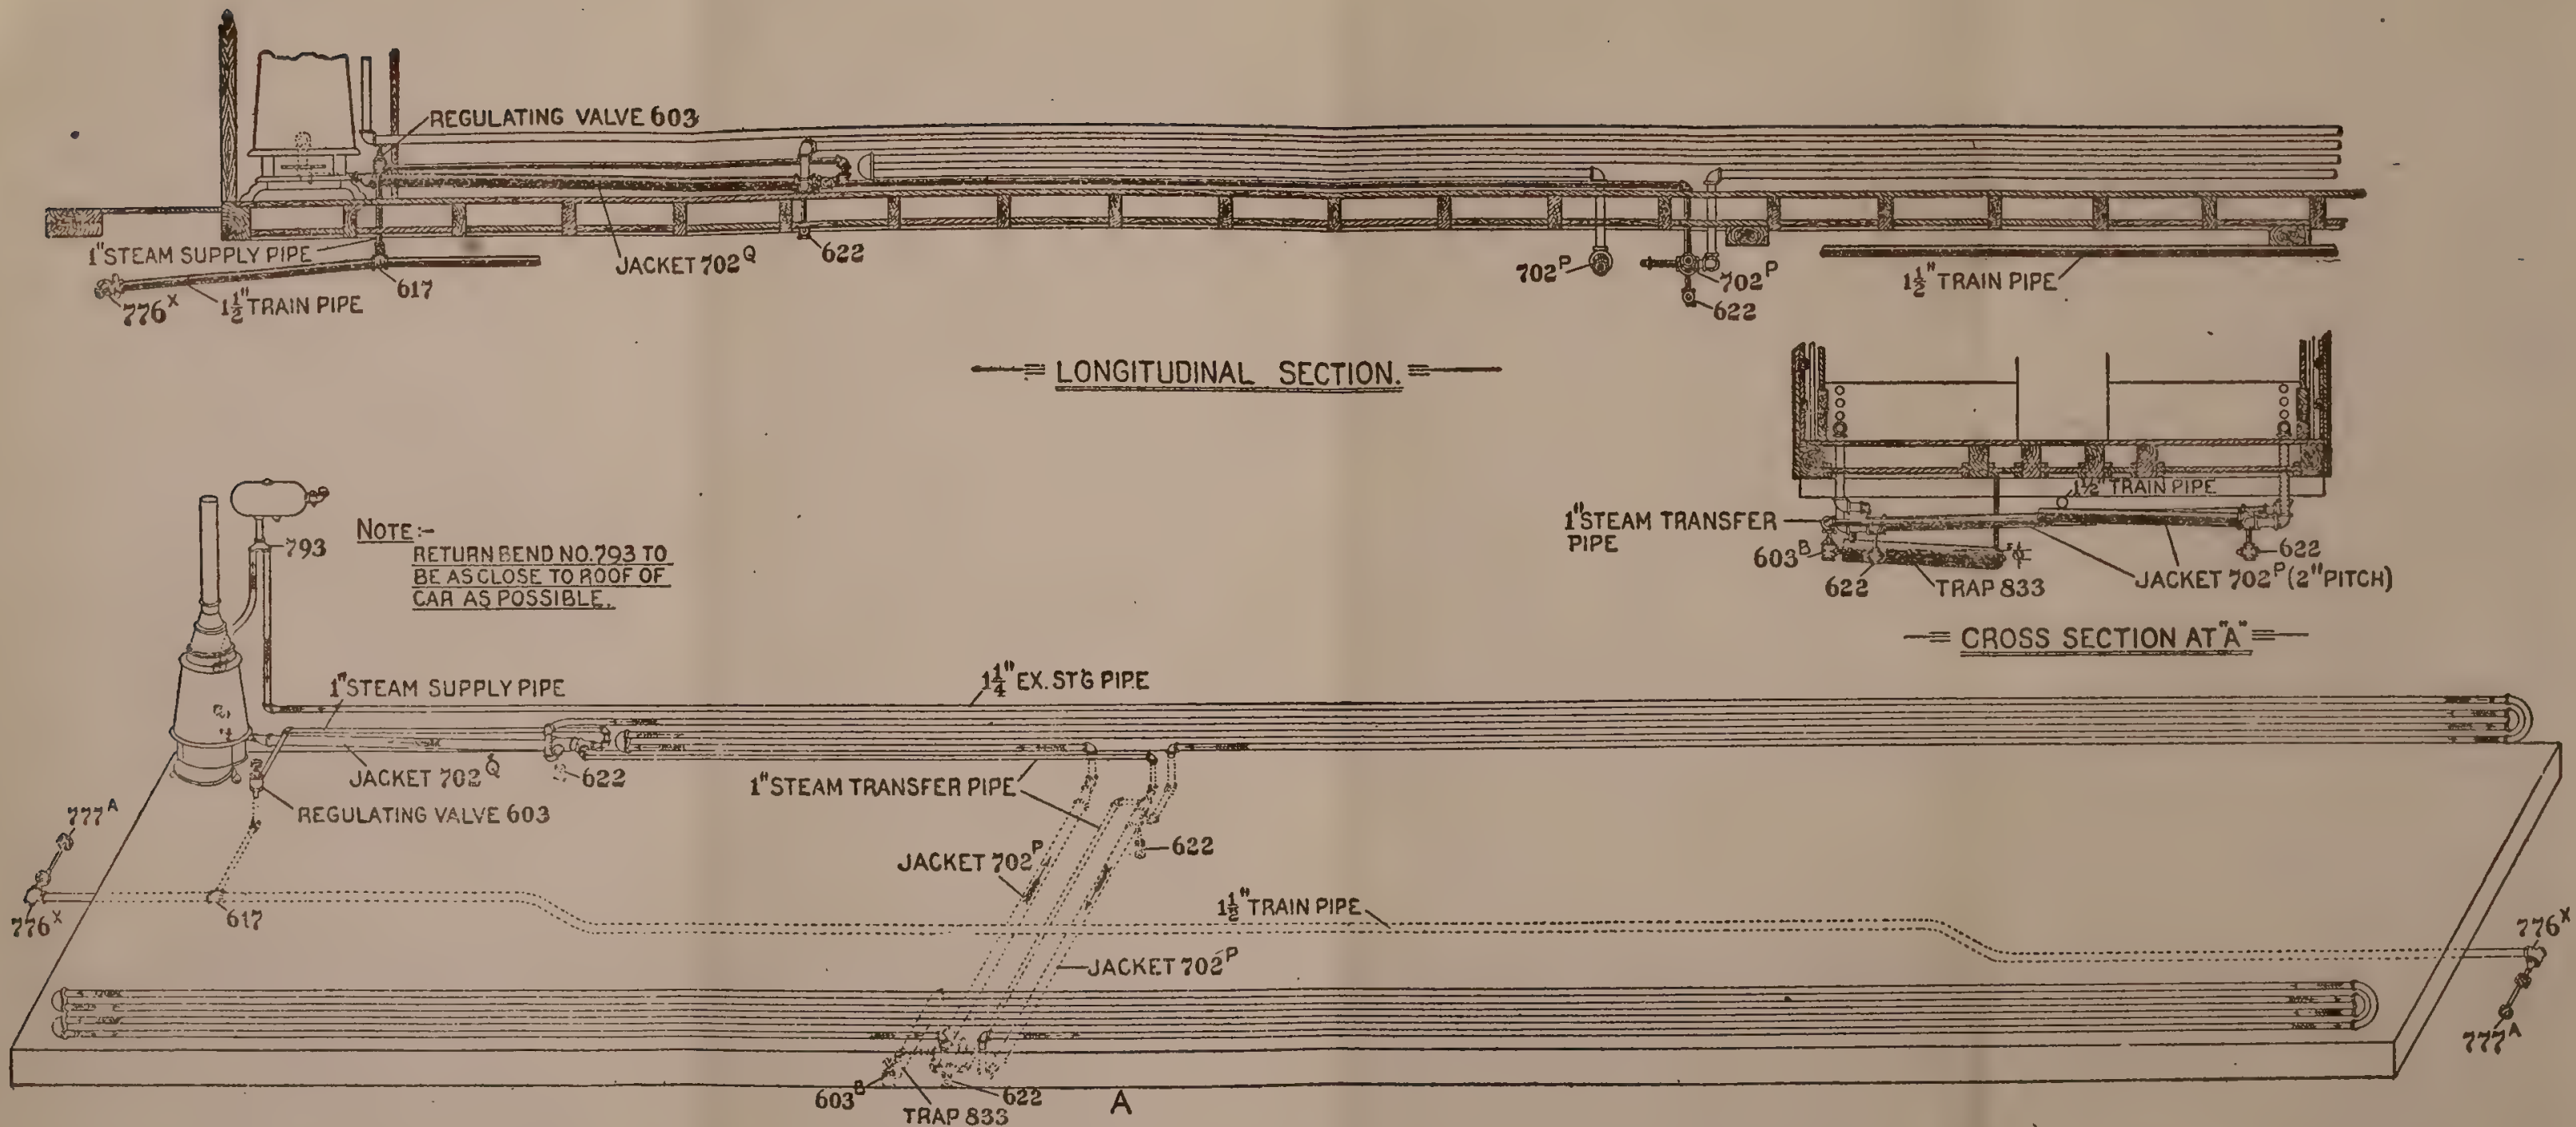 REGULATING VALVE 603
1" STEAM SUPPLY PIPE
776X
1½" TRAIN PIPE
617
JACKET 702Q
622
702P
702P
622
1½" TRAIN PIPE
LONGITUDINAL SECTION.
1½" TRAIN PIPE
1" STEAM TRANSFER
PIPE
603B
622
TRAP 833
622
JACKET 702P (2" PITCH)
CROSS SECTION AT "A"
793
NOTE:-
RETURN BEND NO. 793 TO
BE AS CLOSE TO ROOF OF
CAR AS POSSIBLE.
1" STEAM SUPPLY PIPE
1¼" EX. ST'G PIPE
JACKET 702Q
622
1" STEAM TRANSFER PIPE
REGULATING VALVE 603
777A
JACKET 702P
622
776X
617
1½" TRAIN PIPE
776X
JACKET 702P
777A
603B
TRAP 833
622
A